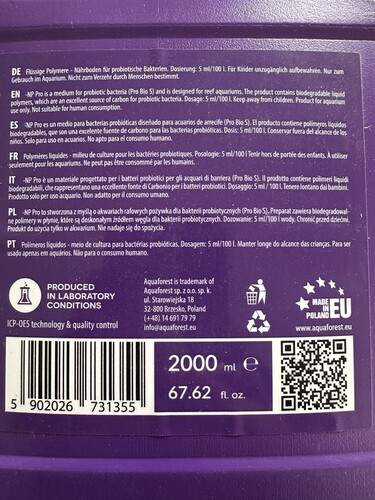 DE Flüssige Polymere - Nährboden für probiotische Bakterien. Dosierung: 5 ml/100 l. Für Kinder unzugänglich aufbewahren. Nur zum
Gebrauch im Aquarium. Nicht zum Verzehr durch Menschen bestimmt.
EN -NP Pro is a medium for probiotic bacteria (Pro Bio S) and is designed for reef aquariums. The product contains biodegradable liquid
polymers, which are an excellent source of carbon for probiotic bacteria. Dosage: 5 ml/100 l. Keep away from children. Product for aquarium
use only. Not for human consumption.
ES -NP Pro es un medio para bacterias probióticas diseñado para acuarios de arrecife (Pro Bio S). El producto contiene polímeros líquidos
biodegradables, que son una excelente fuente de carbono para las bacterias probióticas. Dosis: 5 ml/100 l. Conservar fuera del alcance de los
niños. Solo para uso en acuarios. No apto para el consumo humano.
FR Polymères liquides - milieu de culture pour les bactéries probiotiques. Posologie: 5 ml/100 l Tenir hors de portée des enfants. À utiliser
seulement pour les aquariums. Ne peut pas être consommé par les humains.
IT -NP Pro è un materiale progettato per i batteri probiotici per gli acquari di barriera (Pro Bio S). Il prodotto contiene polimeri liquidi
biodegradabili, che rappresentano una eccellente fonte di Carbonio per i batteri probiotici. Dosaggio: 5 ml / 100 l. Tenere lontano dai bambini.
Prodotto solo per uso acquario. Non adatto per il consumo umano.
PL -NP Pro to stworzona z myślą o akwariach rafowych pożywka dla bakterii probiotycznych (Pro Bio S). Preparat zawiera biodegradowal-
ne polimery w płynie, które są doskonałym źródłem węgla dla bakterii probiotycznych. Dozowanie: 5 ml/100 l wody. Chronić przed dziećmi.
Produkt do użytku tylko w akwarium. Nie nadaje się do spożycia.
PT Polímeros líquidos - meio de cultura para bactérias probióticas. Dosagem: 5 ml/100 l. Manter longe do alcance das crianças. Para ser
usado apenas em aquários. Não para o consumo humano.
PRODUCED
IN LABORATORY
CONDITIONS
ICP-OES technology & quality control
Aquaforest is trademark of
Aquaforest sp. z o.o. sp. k.
ul. Starowiejska 18
32-800 Brzesko, Poland
(+48) 14 691 79 79
info@aquaforest.eu
MADE IN
POLAND
EU
www.aquaforest.eu
5 902026 731355
2000 ml ℮
67.62 fl. oz.